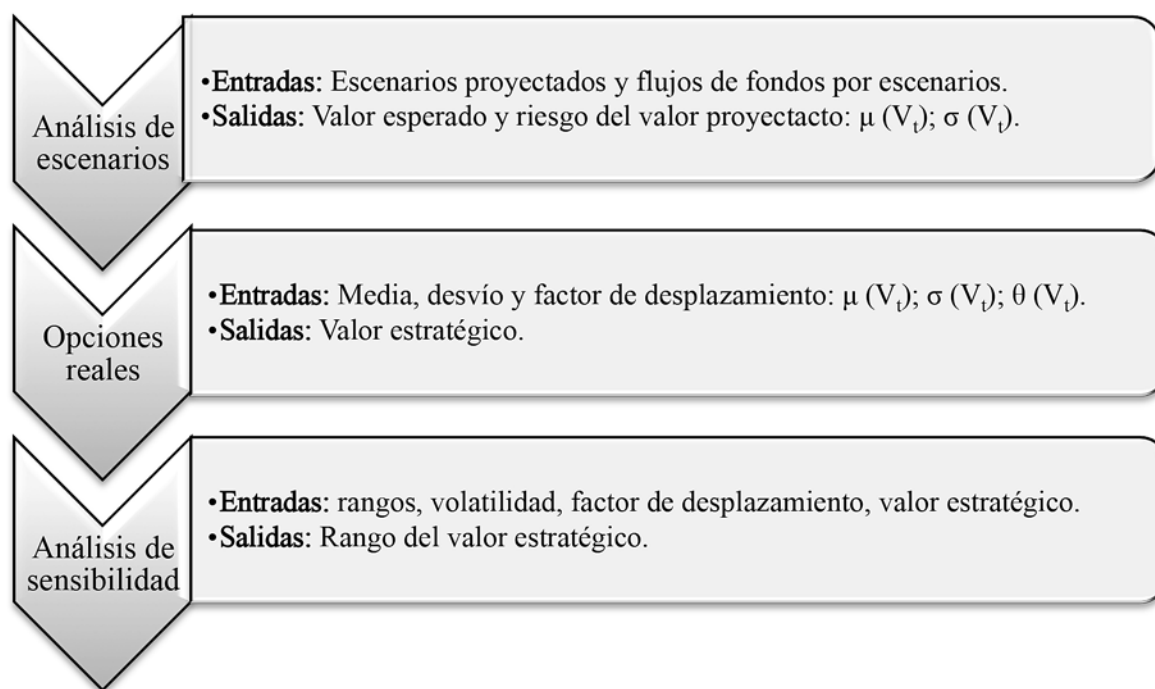 Análisis de
escenarios
•Entradas: Escenarios proyectados y flujos de fondos por escenarios.
•Salidas: Valor esperado y riesgo del valor proyectacto: μ (Vt); σ (Vt).
Opciones
reales
•Entradas: Media, desvío y factor de desplazamiento: μ (Vt); σ (Vt); θ (Vt).
•Salidas: Valor estratégico.
Análisis de
sensibilidad
•Entradas: rangos, volatilidad, factor de desplazamiento, valor estratégico.
•Salidas: Rango del valor estratégico.